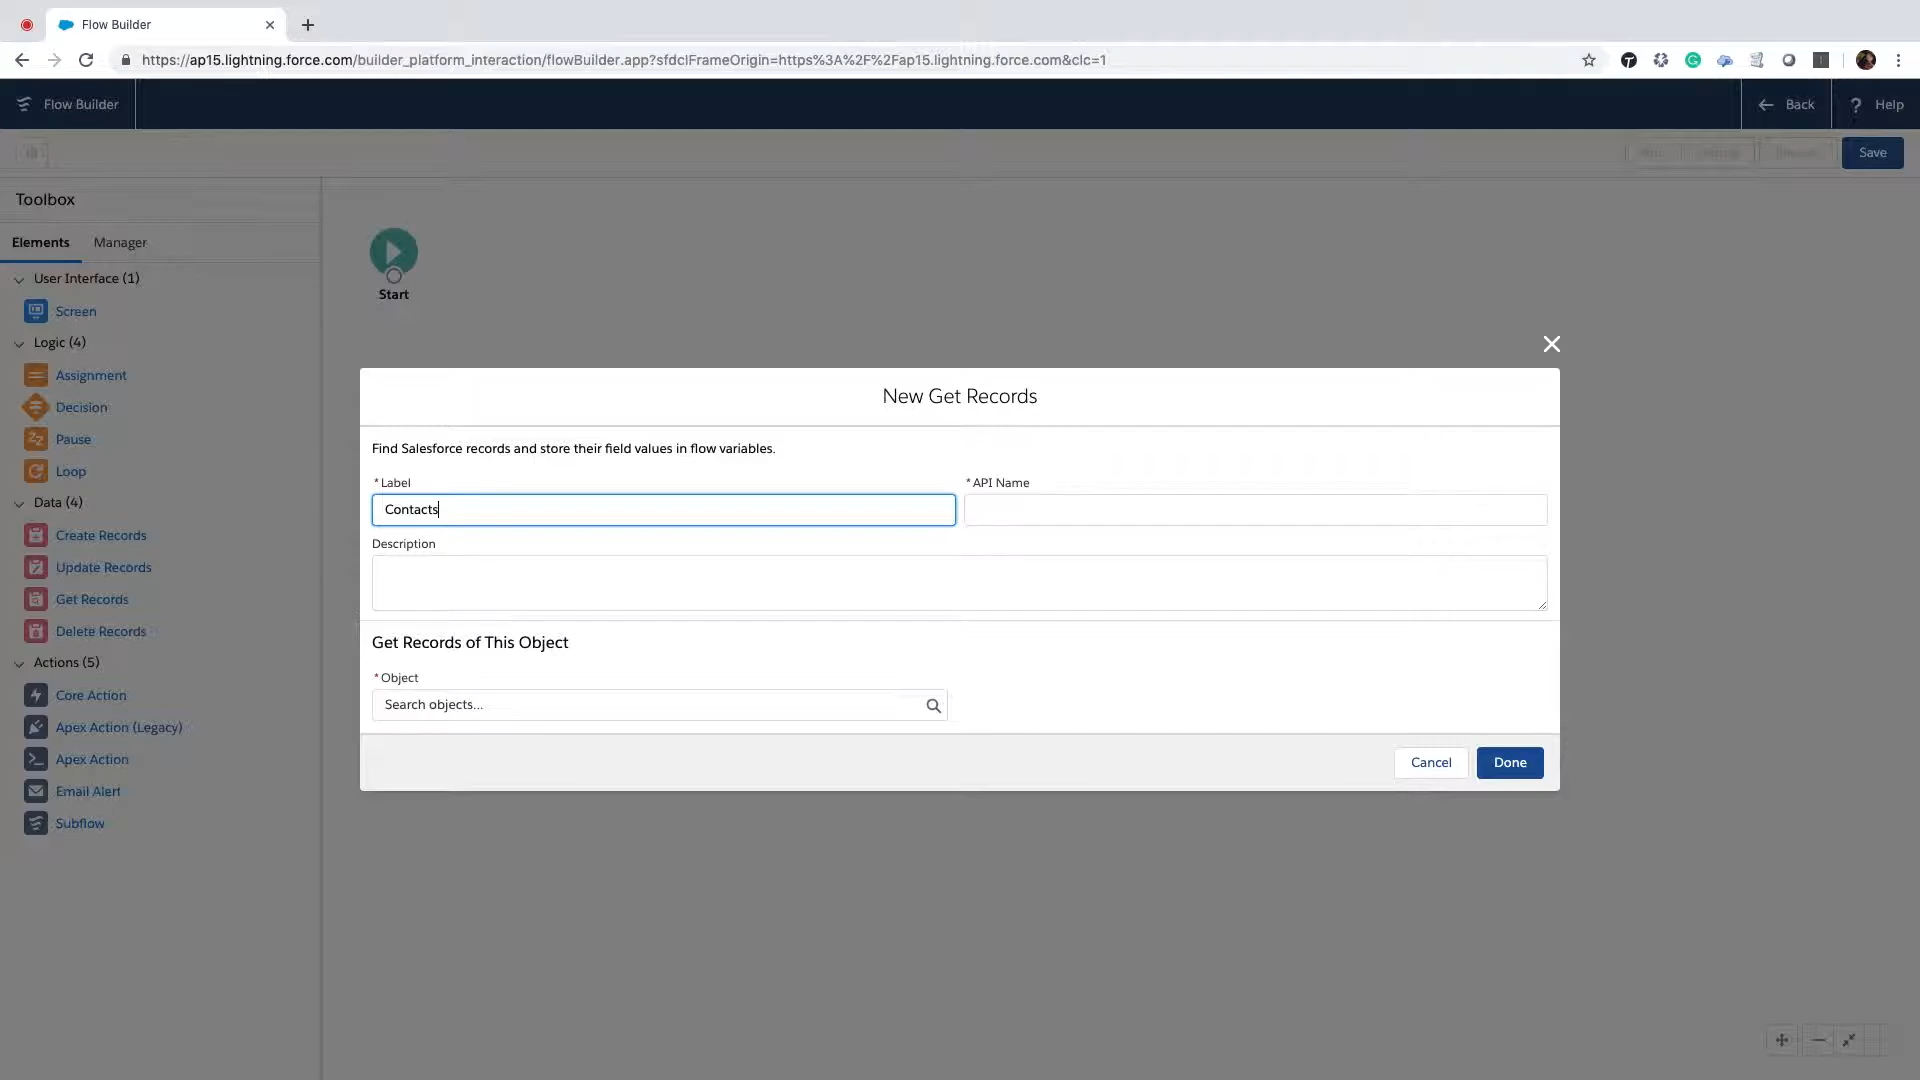 Flow Builder
https://ap15.lightning.force.com/builder_platform_interaction/flowBuilder.app?sfdcIFrameOrigin=https%3A%2F%2Fap15.lightning.force.com&clc=1
Flow Builder
Back
? Help
Save
Toolbox
Elements
Manager
User Interface (1)
Screen
Start
Logic (4)
Assignment
Decision
Pause
Loop
Data (4)
Create Records
Update Records
Get Records
Delete Records
Actions (5)
Core Action
Apex Action (Legacy)
Apex Action
Email Alert
Subflow
New Get Records
Find Salesforce records and store their field values in flow variables.
*Label
*API Name
Contacts
Description
Get Records of This Object
*Object
Search objects...
Cancel
Done